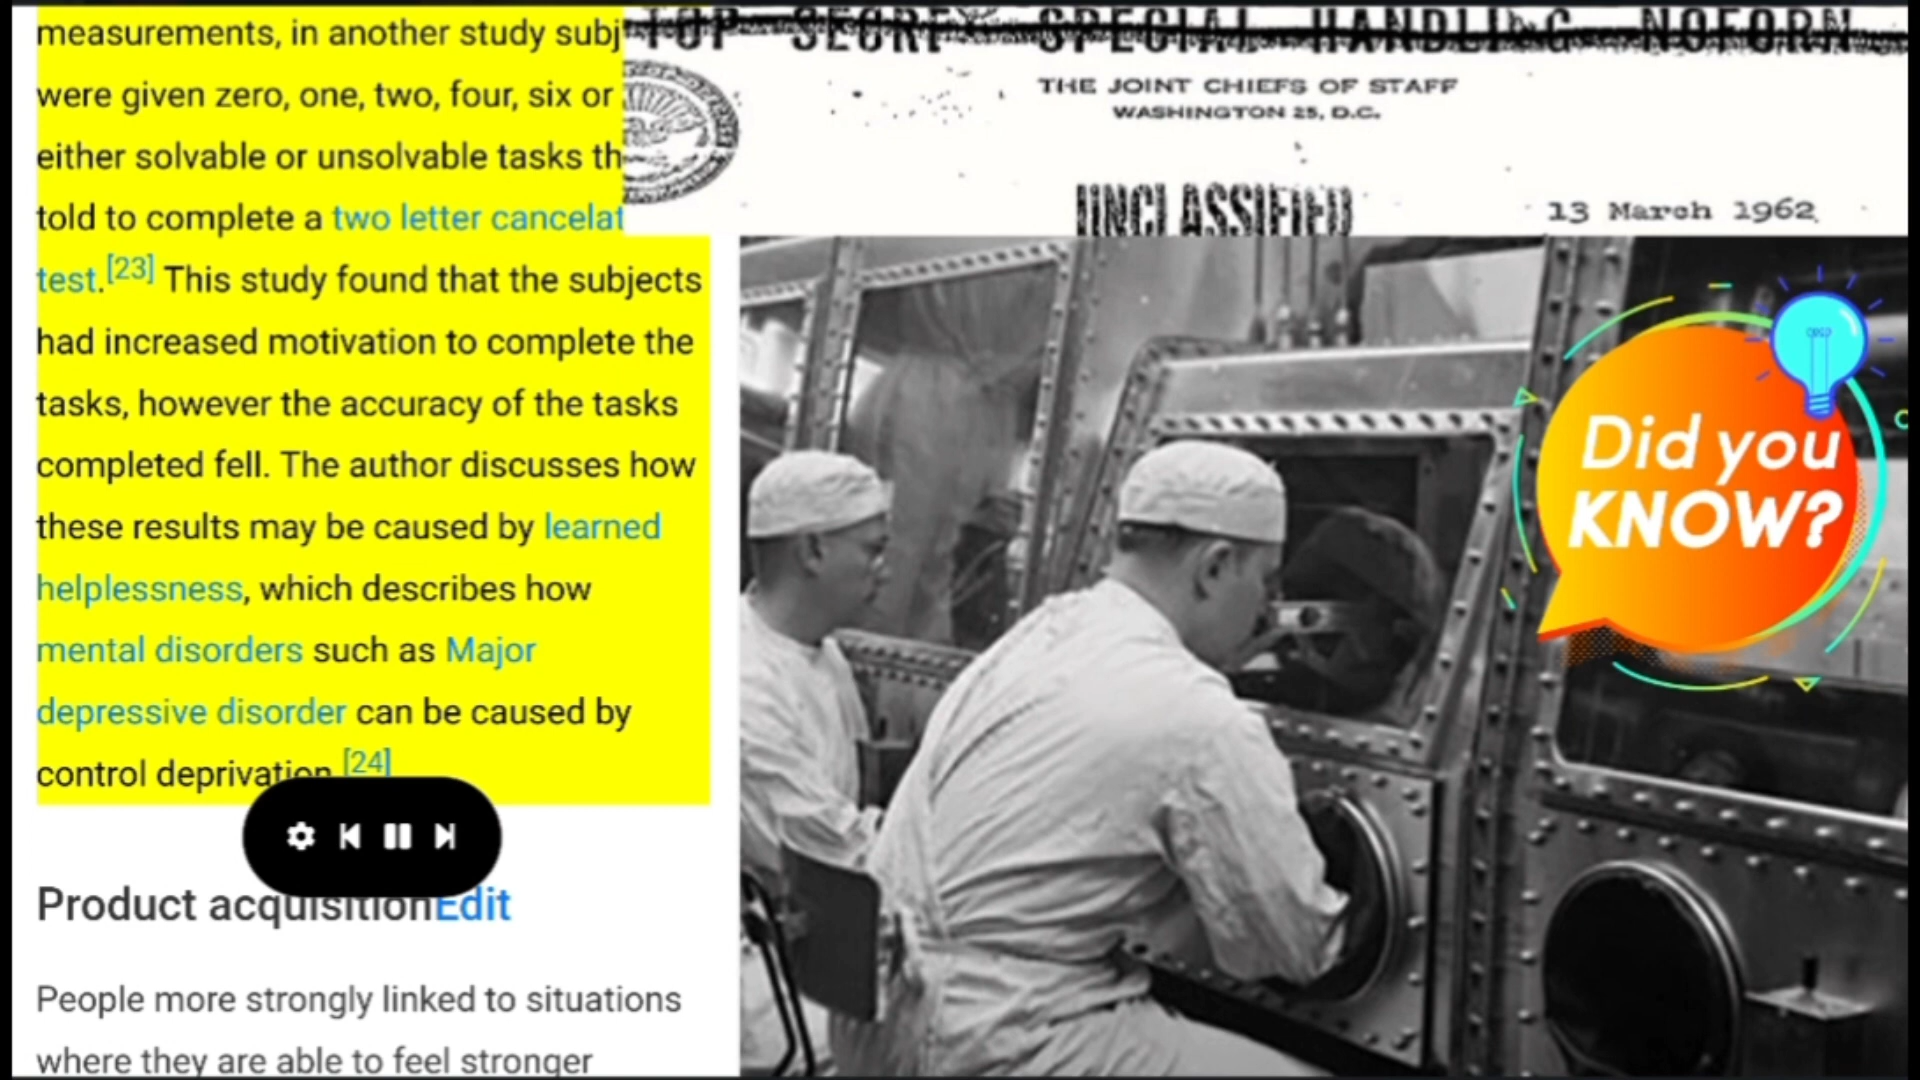 measurements, in another study subj
were given zero, one, two, four, six or
either solvable or unsolvable tasks th
told to complete a two letter cancelat
test.[23] This study found that the subjects
had increased motivation to complete the
tasks, however the accuracy of the tasks
completed fell. The author discusses how
these results may be caused by learned
helplessness, which describes how
mental disorders such as Major
depressive disorder can be caused by
control deprivation.[24]
Product acquisitionEdit
People more strongly linked to situations
where they are able to feel stronger
TOP SECRET SPECIAL HANDLING NOFORN
THE JOINT CHIEFS OF STAFF
WASHINGTON 25, D.C.
UNCLASSIFIED
13 March 1962
Did you
KNOW?